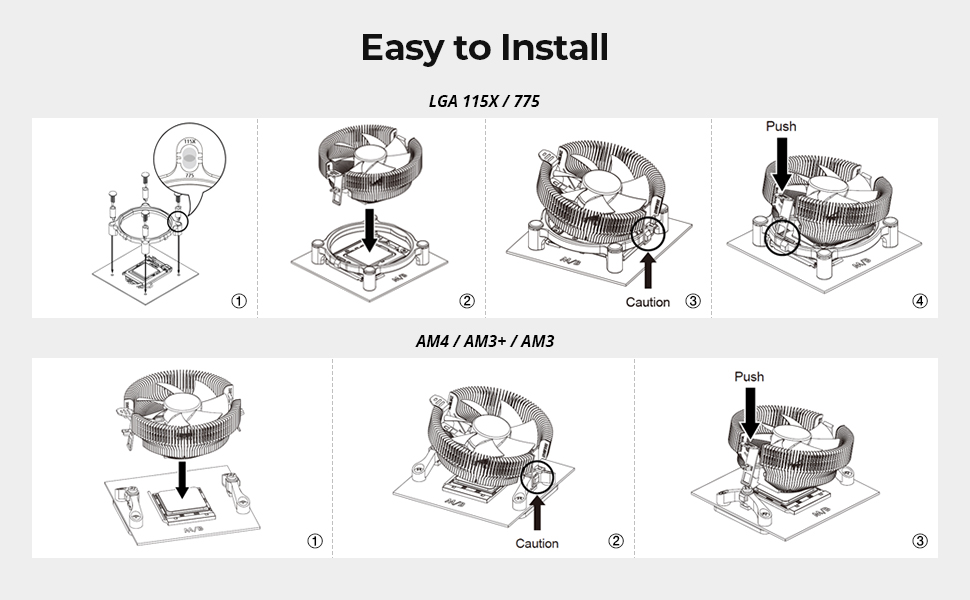 Easy to Install
LGA 115X / 775
115X
775
①
M/B
②
M/B
Caution
③
Push
M/B
④
AM4 / AM3+ / AM3
M/B
①
M/B
Caution
②
Push
M/B
③